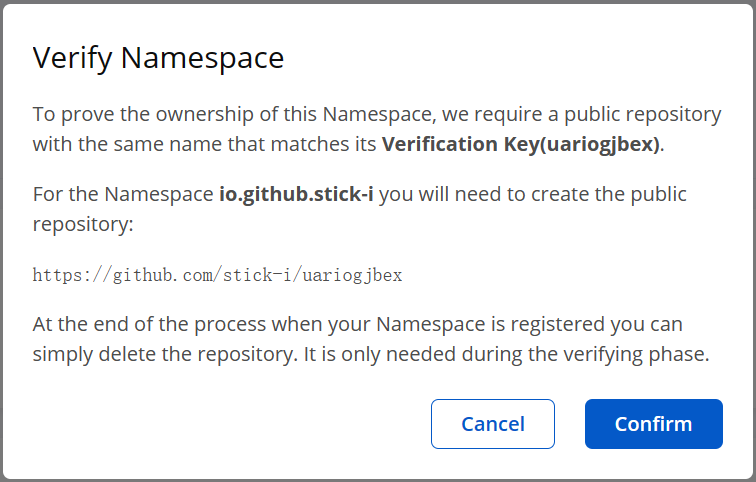 Verify Namespace
To prove the ownership of this Namespace, we require a public repository
with the same name that matches its Verification Key(uariogjbex).
For the Namespace io.github.stick-i you will need to create the public
repository:
https://github.com/stick-i/uariogjbex
At the end of the process when your Namespace is registered you can
simply delete the repository. It is only needed during the verifying phase.
Cancel
Confirm